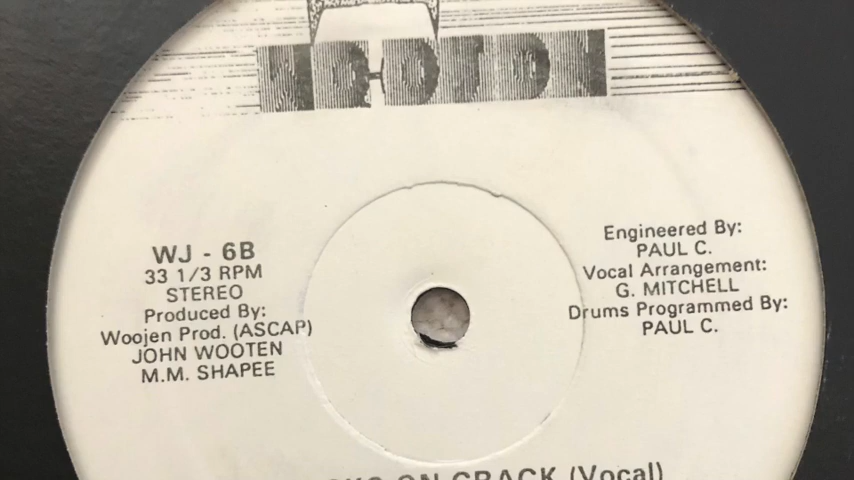 WJ - 6B
33 1/3 RPM
STEREO
Produced By:
Woojen Prod. (ASCAP)
JOHN WOOTEN
M.M. SHAPEE
Engineered By:
PAUL C.
Vocal Arrangement:
G. MITCHELL
Drums Programmed By:
PAUL C.
ON CRACK (Vocal)